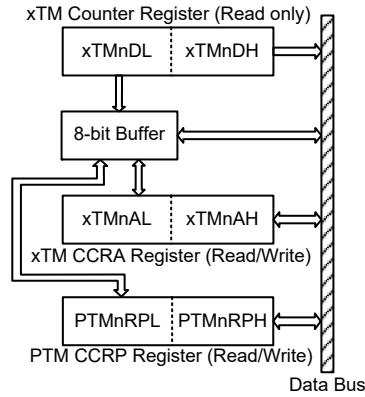 xTM Counter Register (Read only)
xTMnDL xTMnDH
8-bit Buffer
xTMnAL xTMnAH
xTM CCRA Register (Read/Write)
PTMnRPL PTMnRPH
PTM CCRP Register (Read/Write)
Data Bus